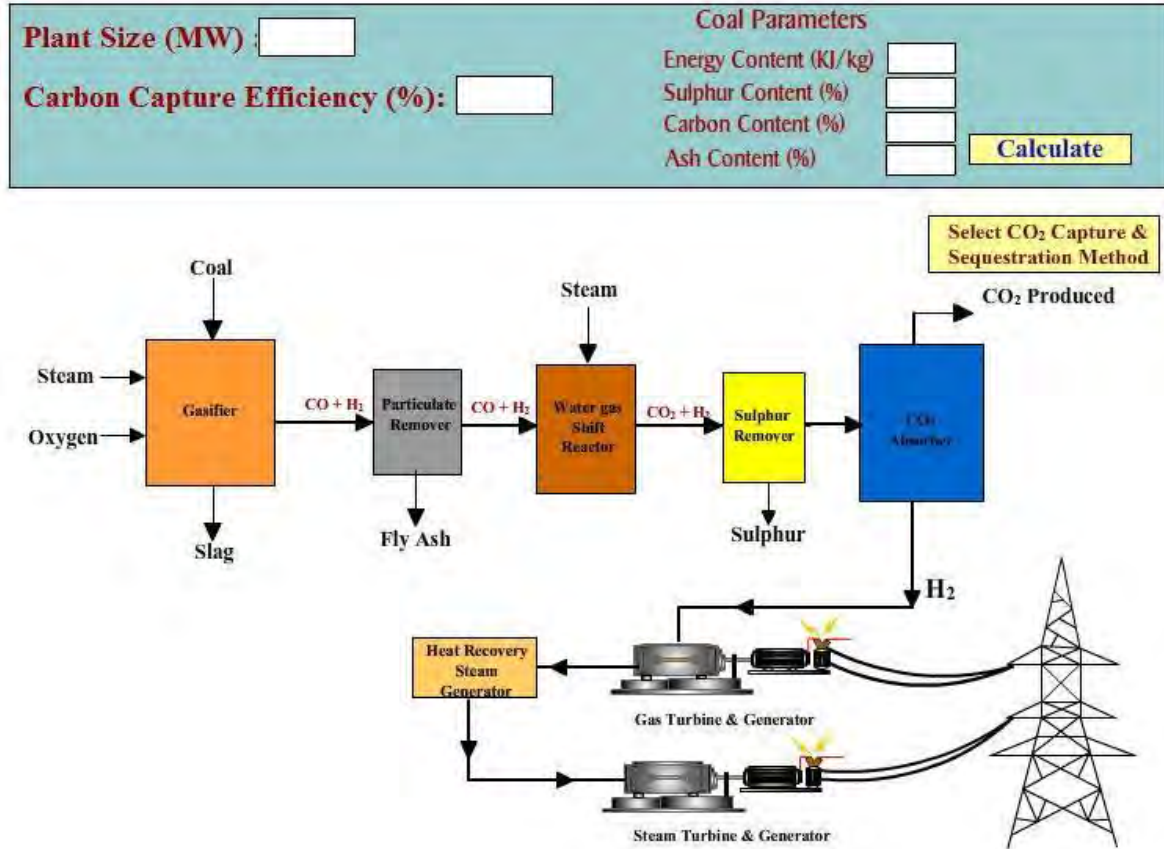 Plant Size (MW) :
Carbon Capture Efficiency (%):
Coal Parameters
Energy Content (KJ/kg)
Sulphur Content (%)
Carbon Content (%)
Ash Content (%)
Calculate
Select CO₂ Capture &
Sequestration Method
Coal
Steam
CO₂ Produced
Steam
Oxygen
Gasifier
CO + H₂
Particulate
Remover
CO + H₂
Water gas
Shift
Reactor
CO₂ + H₂
Sulphur
Remover
CO₂
Absorber
Slag
Fly Ash
Sulphur
H₂
Heat Recovery
Steam
Generator
Gas Turbine & Generator
Steam Turbine & Generator